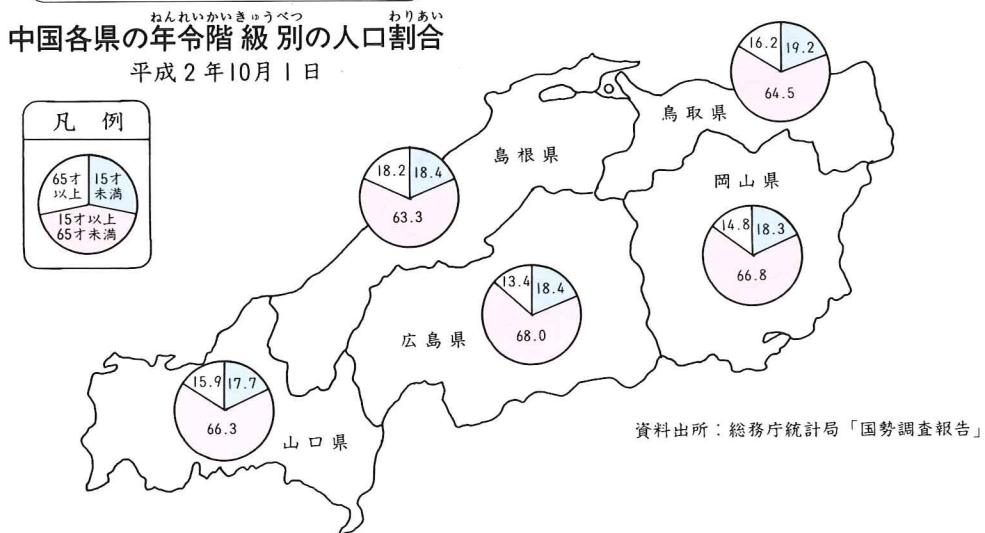 ねんれいかいきゅうべつ わりあい
中国各県の年令階級別の人口割合
平成2年10月1日
凡例
65才以上
15才未満
15才以上
65才未満
鳥取県
16.2 19.2
64.5
島根県
18.2 18.4
63.3
岡山県
14.8 18.3
66.8
広島県
13.4 18.4
68.0
山口県
15.9 17.7
66.3
資料出所：総務庁統計局「国勢調査報告」